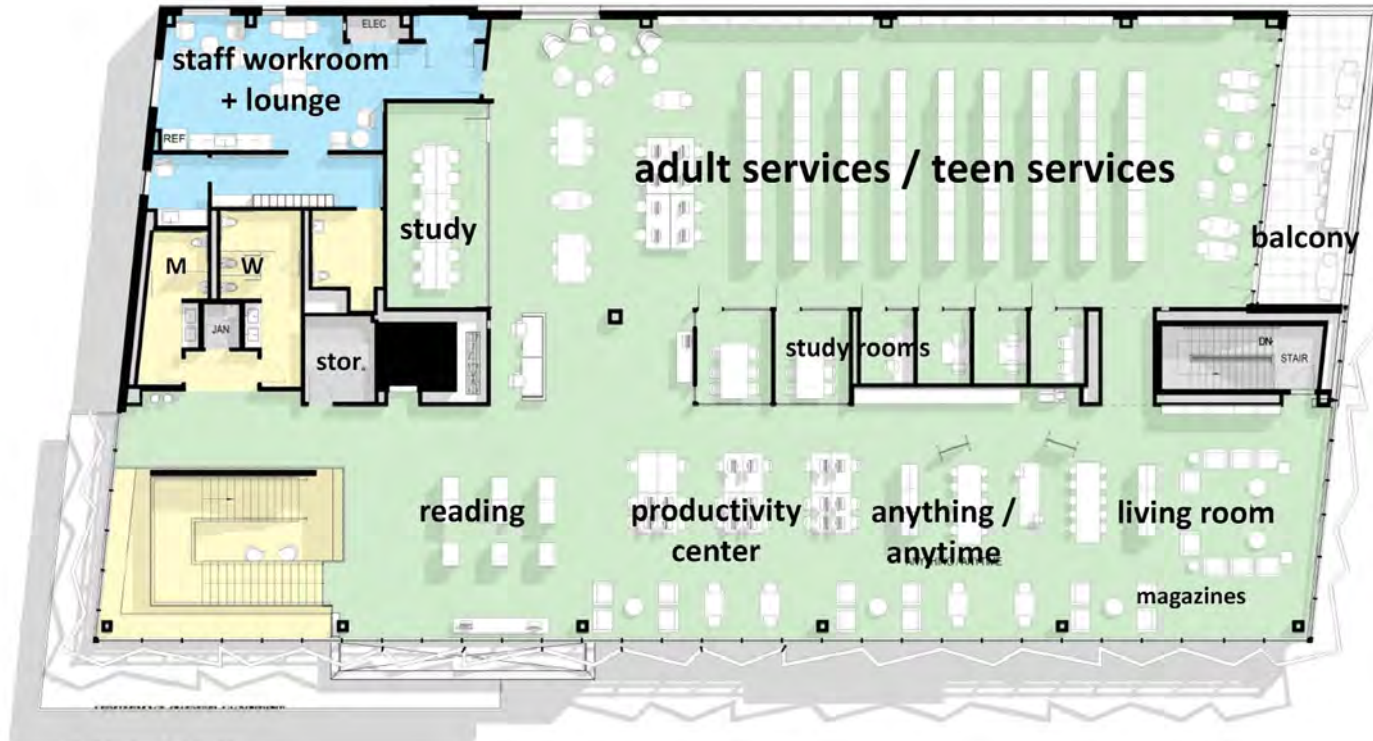 ELEC
staff workroom
+ lounge
REF
adult services / teen services
study
balcony
M
W
JAN
stor.
study rooms
DN
STAIR
reading
productivity
center
anything /
anytime
living room
magazines